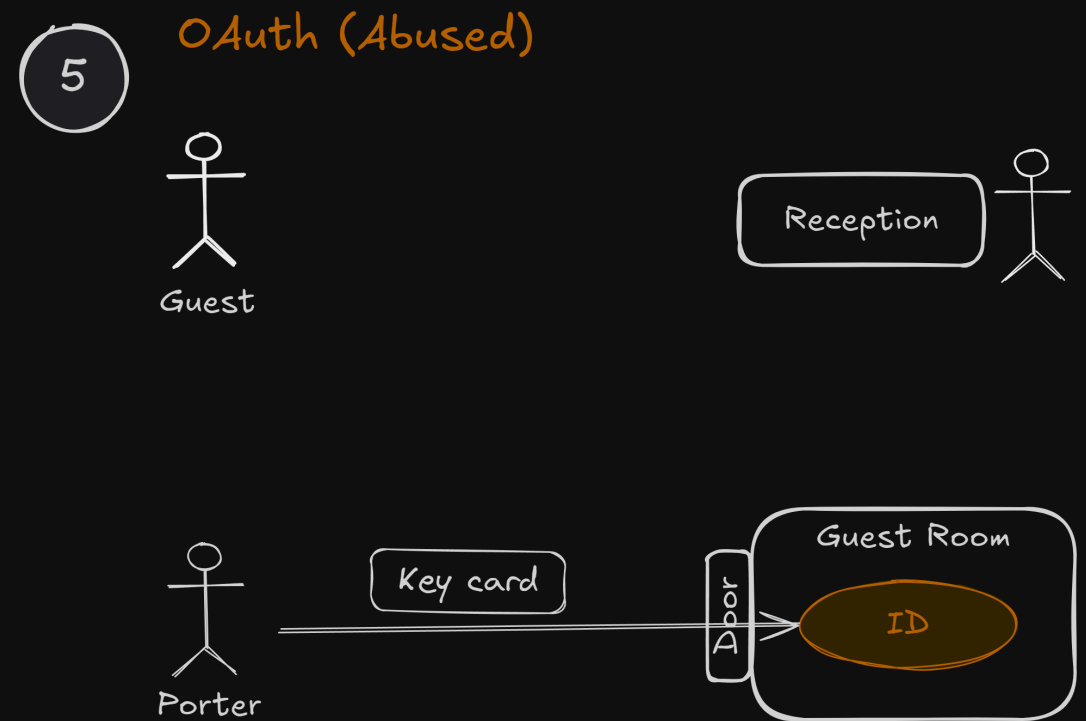 5
OAuth (Abused)
Reception
Guest
Guest Room
Key card
Door
ID
Porter